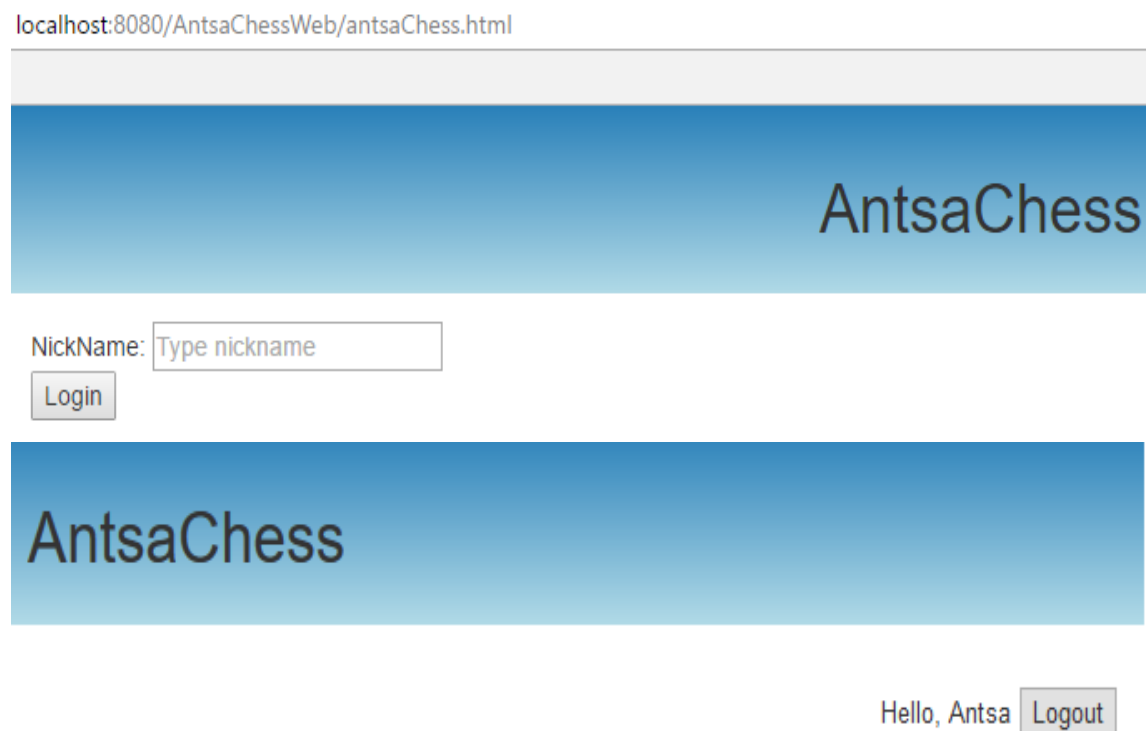 localhost:8080/AntsaChessWeb/antsaChess.html
AntsaChess
NickName: Type nickname
Login
AntsaChess
Hello, Antsa Logout